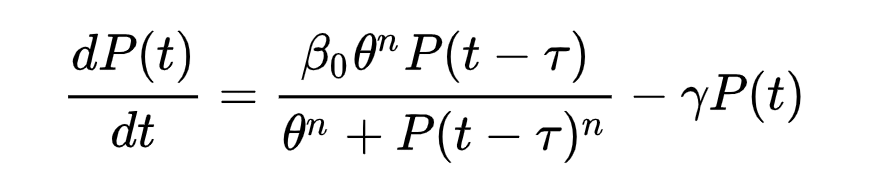 dP(t)/dt = β₀θⁿP(t − τ)/(θⁿ + P(t − τ)ⁿ) − γP(t)